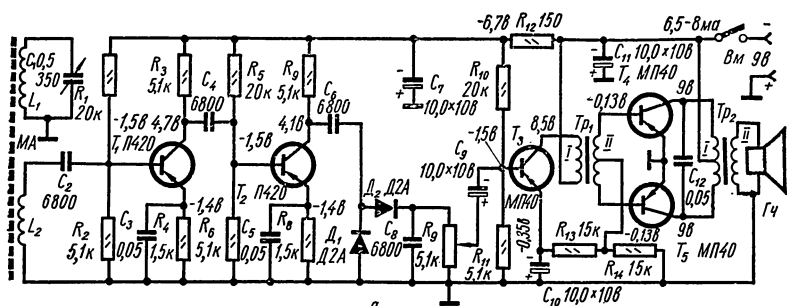 -6,7В R12 150 6,5-8ма -
C1 0,5 350 R3 5,1к C4 6800 R5 20к R9 5,1к C6 6800 C7 10,0×10в R10 20к C11 10,0×10в Вм 9В
T4 МП40
+
L1 R1 20к
МА
-1,5в 4,7в
T1 П420
-1,5в 4,1в
-1,5в T3 8,5в
Тр1 -0,13в 9в Тр2
I II I II
C9 10,0×10в
C2 6800
T2 П420
Д2 Д2А
МП40
C12 0,05
Гч
-1,4в -1,4в -0,25в
9в
L2 R2 5,1к C3 0,05 R4 1,5к R6 5,1к C5 0,05 R8 1,5к Д1 Д2А C8 6800 R9 5,1к R11 5,1к
R13 15к -0,13в
R14 15к
T5 МП40
C10 10,0×10в
а